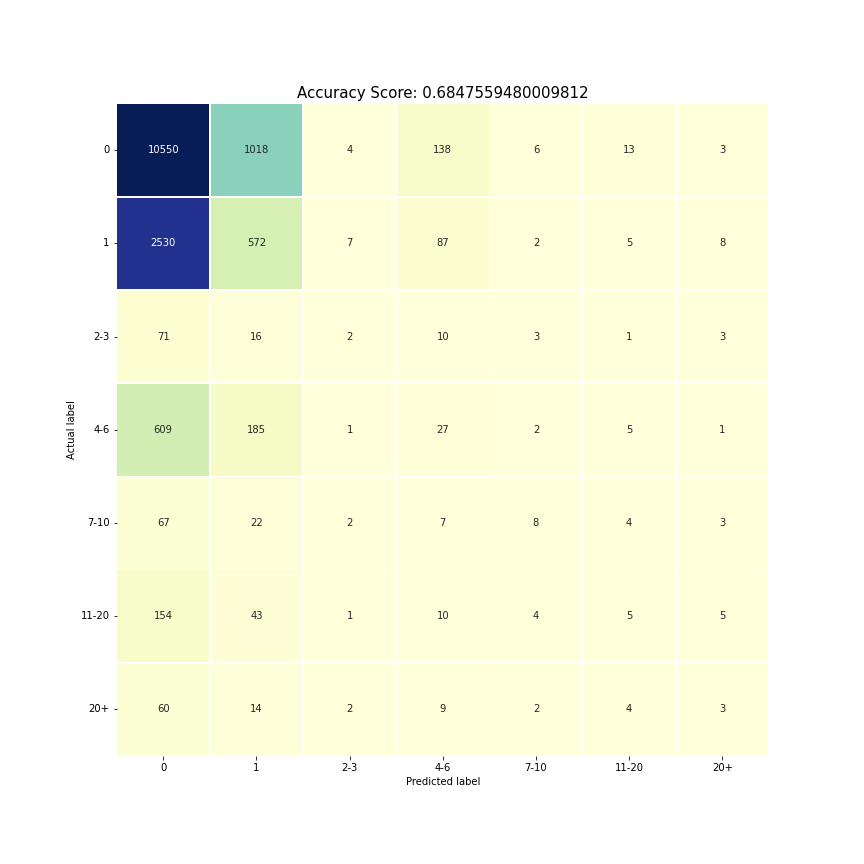 Accuracy Score: 0.6847559480009812
0 10550 1018 4 138 6 13 3
1 2530 572 7 87 2 5 8
2-3 71 16 2 10 3 1 3
Actual label
4-6 609 185 1 27 2 5 1
7-10 67 22 2 7 8 4 3
11-20 154 43 1 10 4 5 5
20+ 60 14 2 9 2 4 3
0 1 2-3 4-6 7-10 11-20 20+
Predicted label